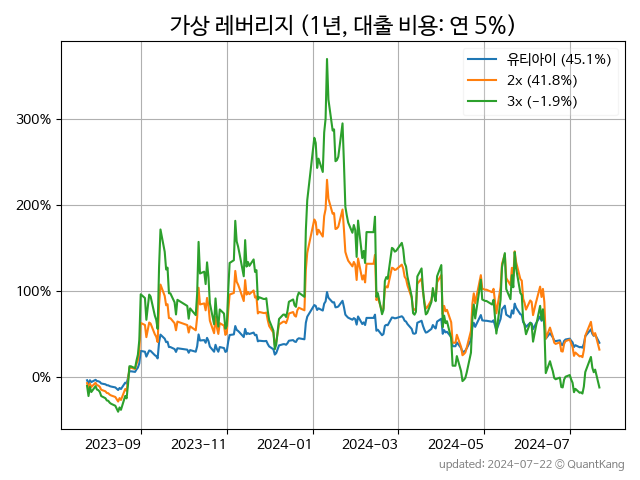 가상 레버리지 (1년, 대출 비용: 연 5%)
유티아이 (45.1%)
2x (41.8%)
3x (−1.9%)
300%
200%
100%
0%
2023-09 2023-11 2024-01 2024-03 2024-05 2024-07
updated: 2024-07-22 © QuantKang